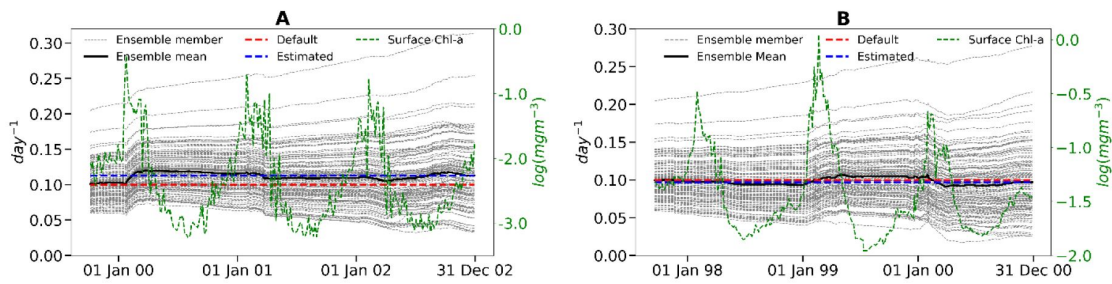 A
0.30
0.25
0.20
0.15
0.10
0.05
0.00
day⁻¹
Ensemble member
Ensemble mean
Default
Estimated
Surface Chl-a
0.0
−1.0
−2.0
−3.0
log(mgm⁻³)
01 Jan 00
01 Jan 01
01 Jan 02
31 Dec 02
B
0.30
0.25
0.20
0.15
0.10
0.05
0.00
day⁻¹
Ensemble member
Ensemble Mean
Default
Estimated
Surface Chl-a
0.0
−0.5
−1.0
−1.5
−2.0
log(mgm⁻³)
01 Jan 98
01 Jan 99
01 Jan 00
31 Dec 00